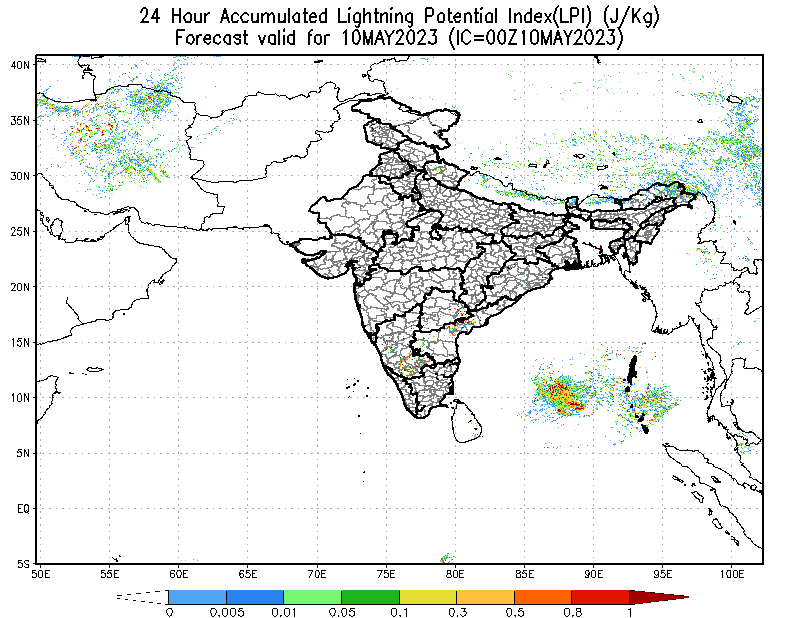 24 Hour Accumulated Lightning Potential Index(LPI) (J/Kg)
Forecast valid for 10MAY2023 (IC=00Z10MAY2023)
40N
35N
30N
25N
20N
15N
10N
5N
EQ
5S
50E 55E 60E 65E 70E 75E 80E 85E 90E 95E 100E
0 0.005 0.01 0.05 0.1 0.3 0.5 0.8 1